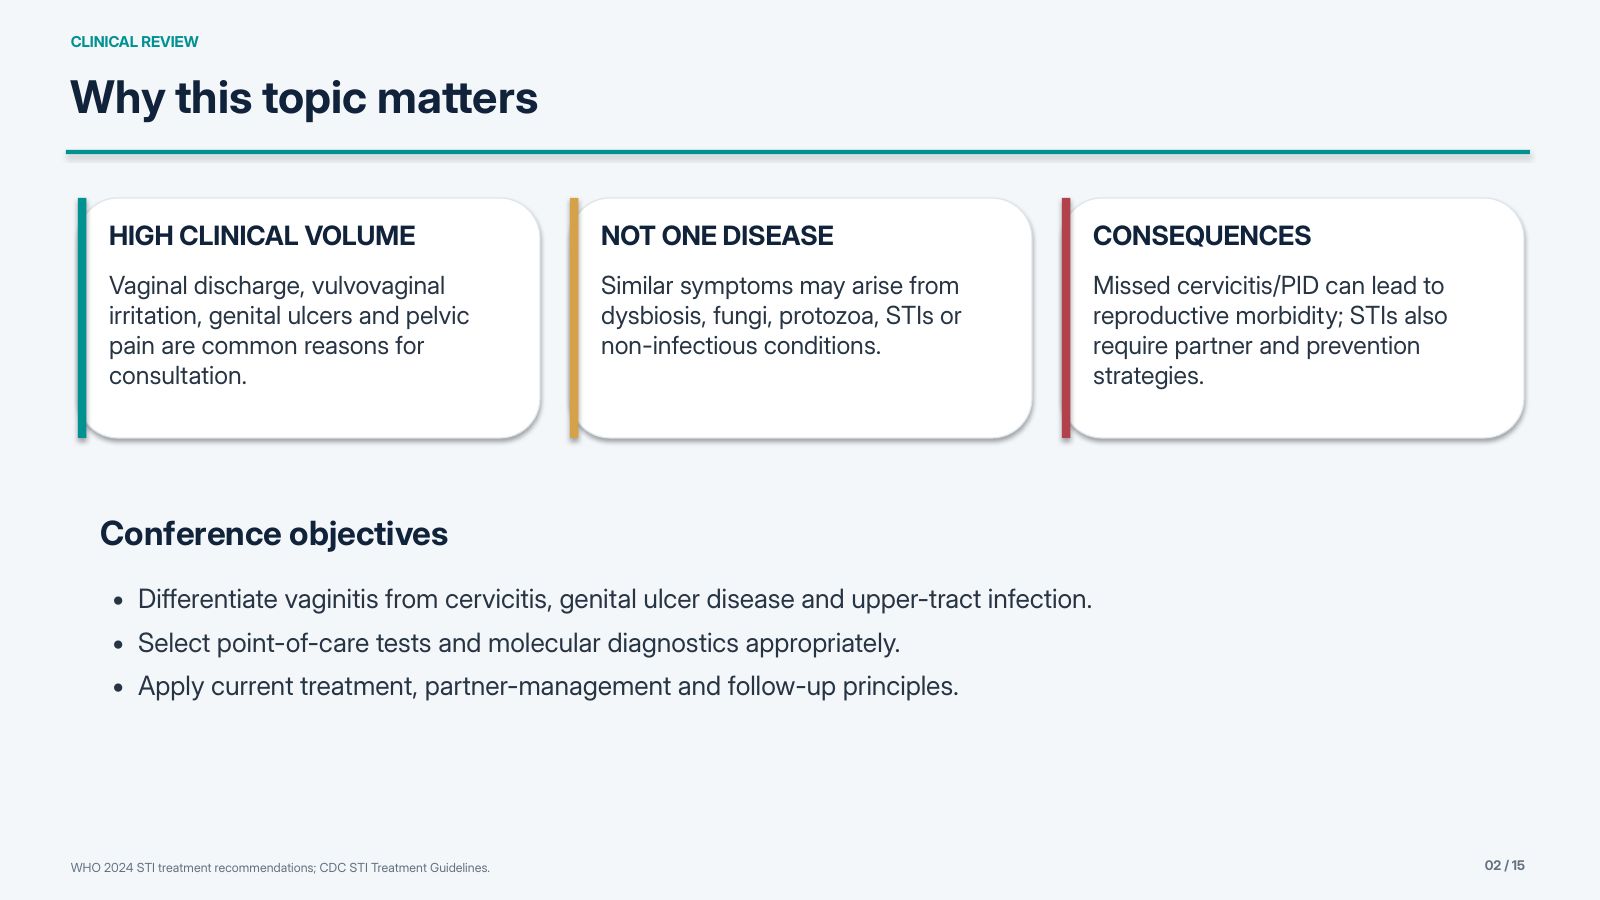 CLINICAL REVIEW
Why this topic matters
HIGH CLINICAL VOLUME
Vaginal discharge, vulvovaginal
irritation, genital ulcers and pelvic
pain are common reasons for
consultation.
NOT ONE DISEASE
Similar symptoms may arise from
dysbiosis, fungi, protozoa, STIs or
non-infectious conditions.
CONSEQUENCES
Missed cervicitis/PID can lead to
reproductive morbidity; STIs also
require partner and prevention
strategies.
Conference objectives
• Differentiate vaginitis from cervicitis, genital ulcer disease and upper-tract infection.
• Select point-of-care tests and molecular diagnostics appropriately.
• Apply current treatment, partner-management and follow-up principles.
WHO 2024 STI treatment recommendations; CDC STI Treatment Guidelines.
02 / 15